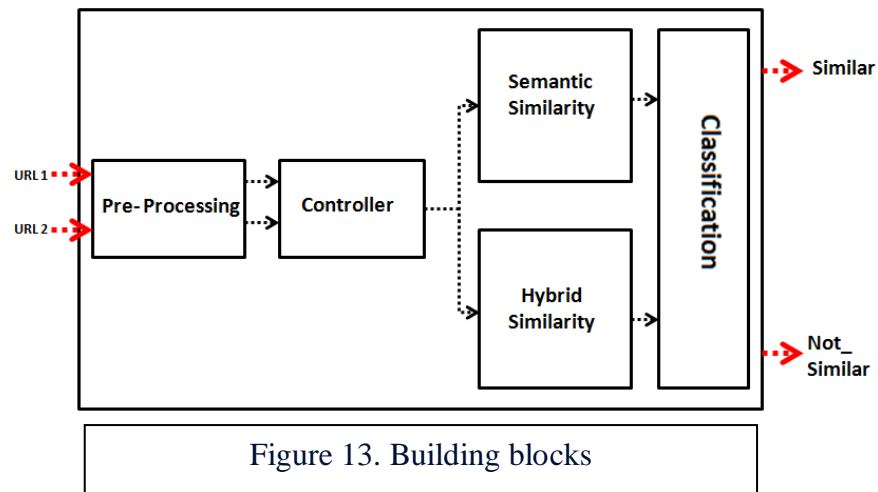 URL 1
URL 2
Pre-Processing
Controller
Semantic
Similarity
Hybrid
Similarity
Classification
Similar
Not_
Similar
Figure 13. Building blocks